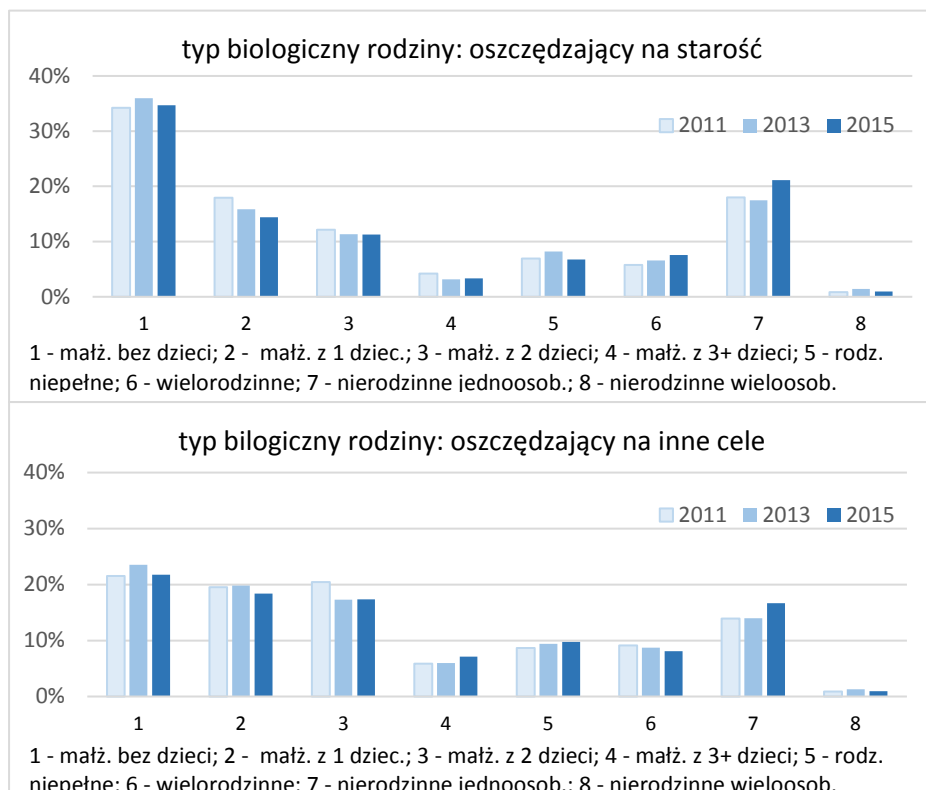 typ biologiczny rodziny: oszczędzający na starość
40%
2011 2013 2015
30%
20%
10%
0%
1 2 3 4 5 6 7 8
1 - małż. bez dzieci; 2 - małż. z 1 dziec.; 3 - małż. z 2 dzieci; 4 - małż. z 3+ dzieci; 5 - rodz.
niepełne; 6 - wielorodzinne; 7 - nierodzinne jednoosob.; 8 - nierodzinne wieloosob.
typ bilogiczny rodziny: oszczędzający na inne cele
40%
2011 2013 2015
30%
20%
10%
0%
1 2 3 4 5 6 7 8
1 - małż. bez dzieci; 2 - małż. z 1 dziec.; 3 - małż. z 2 dzieci; 4 - małż. z 3+ dzieci; 5 - rodz.
niepełne; 6 - wielorodzinne; 7 - nierodzinne jednoosob.; 8 - nierodzinne wieloosob.